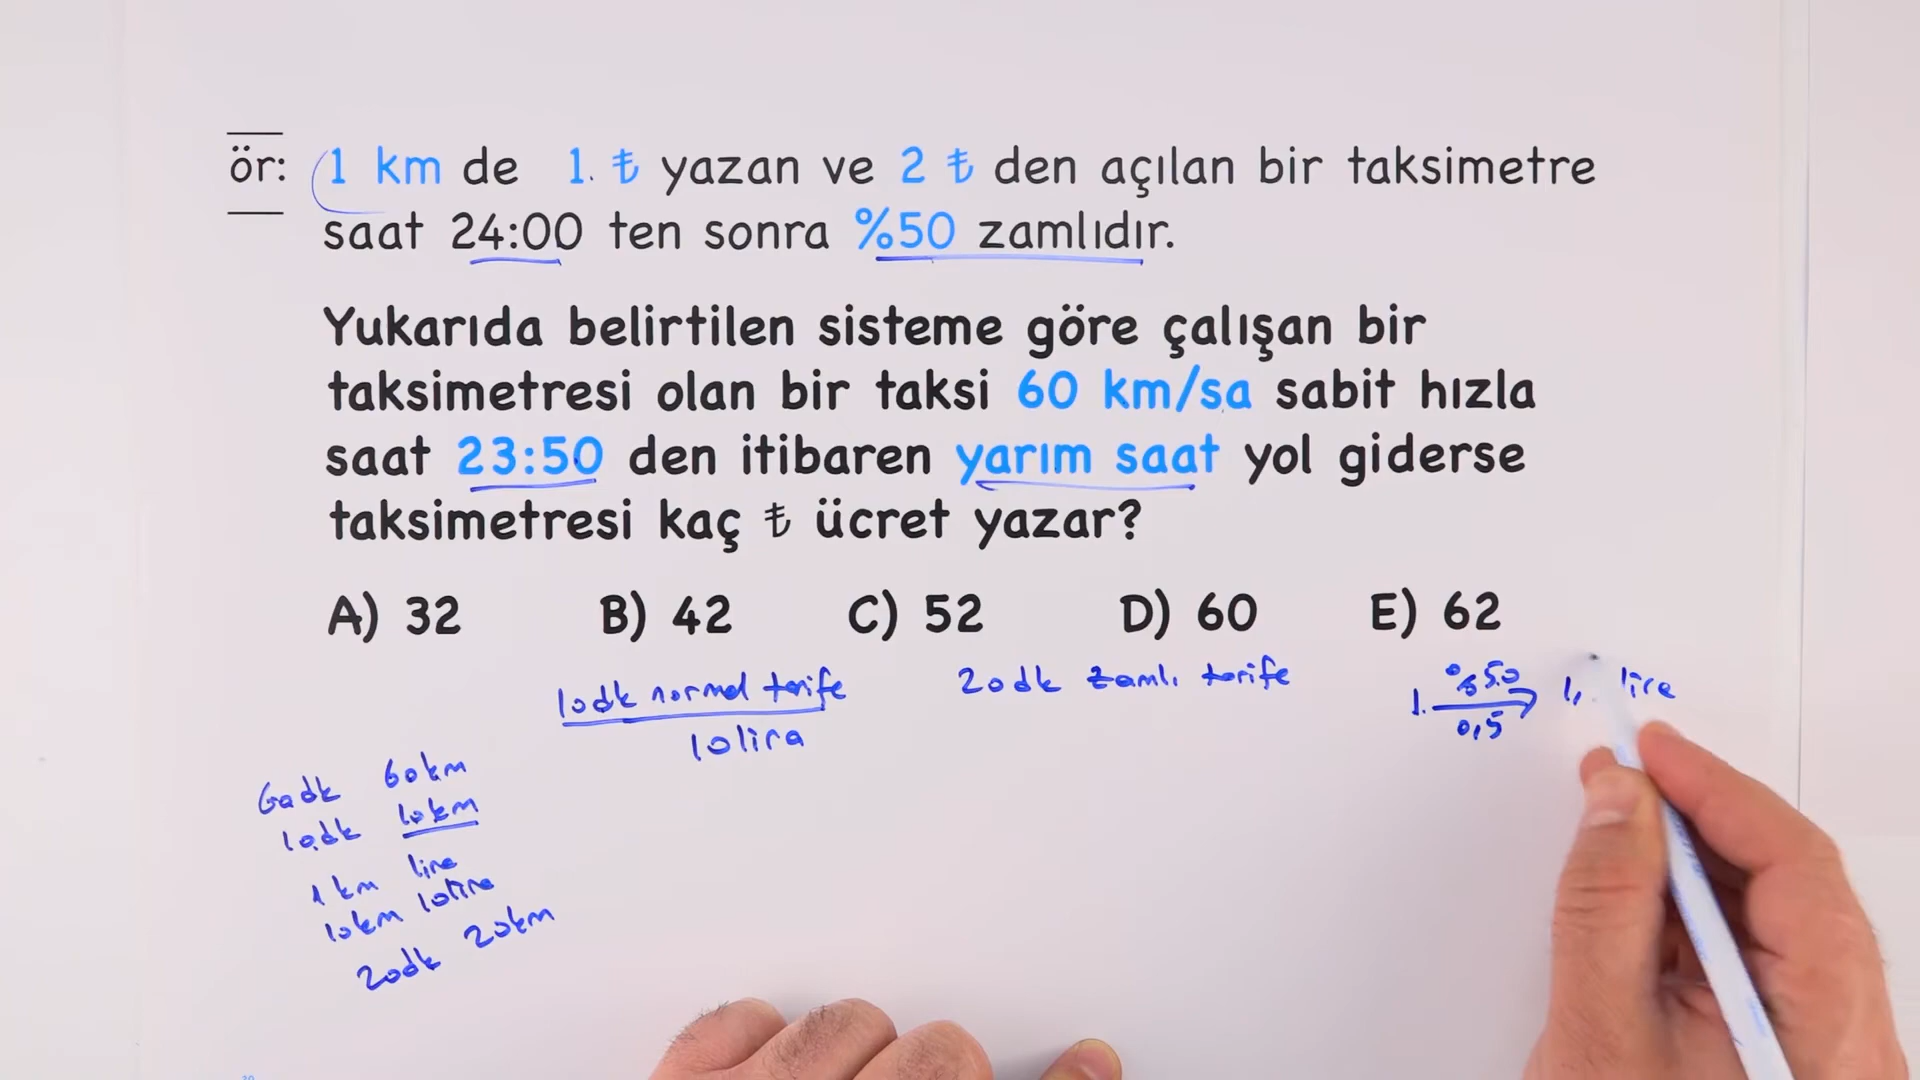 ör: 1 km de 1. ₺ yazan ve 2 ₺ den açılan bir taksimetre
saat 24:00 ten sonra %50 zamlıdır.
Yukarıda belirtilen sisteme göre çalışan bir
taksimetresi olan bir taksi 60 km/sa sabit hızla
saat 23:50 den itibaren yarım saat yol giderse
taksimetresi kaç ₺ ücret yazar?
A) 32 B) 42 C) 52 D) 60 E) 62
10dk normal tarife 20dk zamlı tarife
10lira
%50
1. 0,5 1, lira
60dk 60km
10dk 10km
1 km lira
10km 10lira
20dk 20km